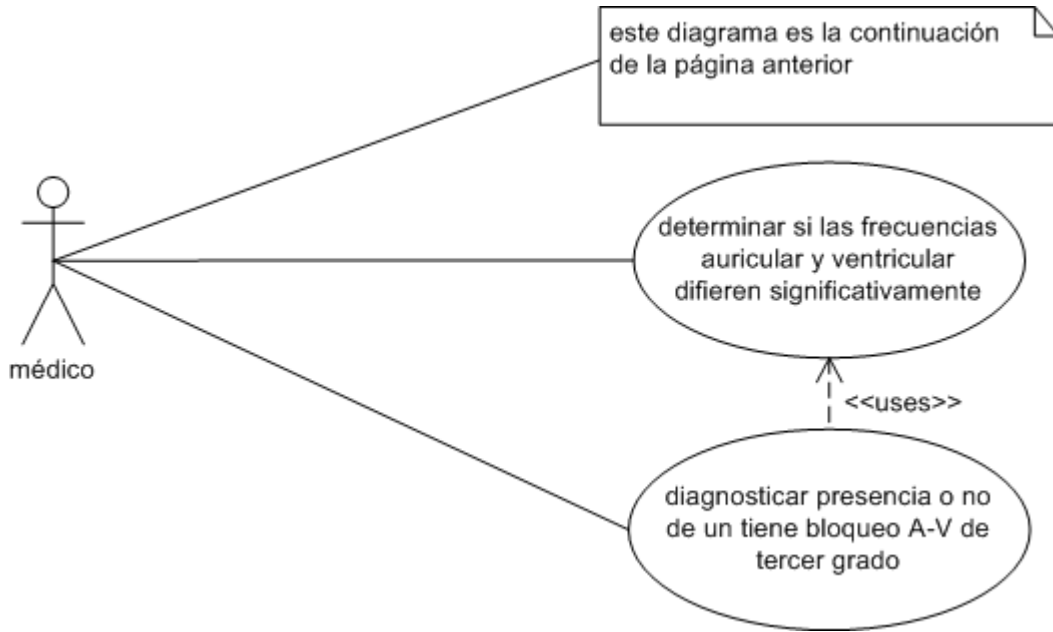 este diagrama es la continuación
de la página anterior
determinar si las frecuencias
auricular y ventricular
difieren significativamente
médico
<<uses>>
diagnosticar presencia o no
de un tiene bloqueo A-V de
tercer grado